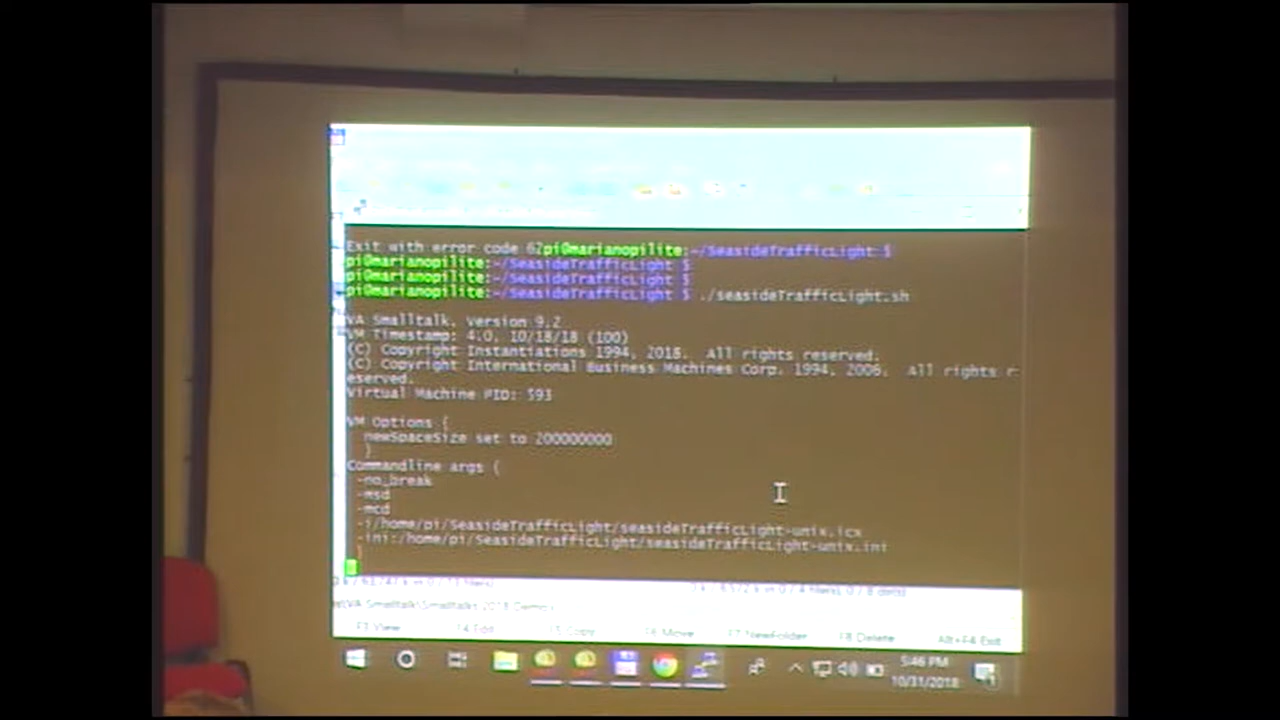 Exit with error code 62pi@marianopilite:~/SeasideTrafficLight $
pi@marianopilite:~/SeasideTrafficLight $
pi@marianopilite:~/SeasideTrafficLight $
pi@marianopilite:~/SeasideTrafficLight $ ./seasideTrafficLight.sh
VA Smalltalk, Version 9.2
VM Timestamp: 4.0, 10/18/18 (100)
(C) Copyright Instantiations 1994, 2018.  All rights reserved.
(C) Copyright International Business Machines Corp. 1994, 2006.  All rights r
eserved.
Virtual Machine PID: 593
VM Options {
newSpaceSize set to 200000000
}
Commandline args {
-no_break
-msd
-mcd
-i/home/pi/SeasideTrafficLight/seasideTrafficLight-unix.icx
-ini:/home/pi/SeasideTrafficLight/seasideTrafficLight-unix.ini
}
VA Smalltalk\Smalltalks 2018 Demo>
F3 View F4 Edit F5 Copy F6 Move F7 NewFolder F8 Delete Alt+F4 Exit
5:46 PM
10/31/2018